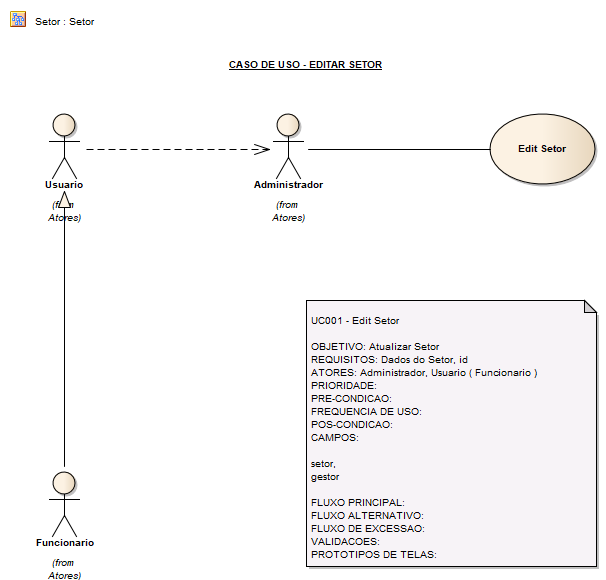 Setor : Setor
CASO DE USO - EDITAR SETOR
Usuario
(from
Atores)
Administrador
(from
Atores)
Edit Setor
UC001 - Edit Setor
OBJETIVO: Atualizar Setor
REQUISITOS: Dados do Setor, id
ATORES: Administrador, Usuario ( Funcionario )
PRIORIDADE:
PRE-CONDICAO:
FREQUENCIA DE USO:
POS-CONDICAO:
CAMPOS:
setor,
gestor
FLUXO PRINCIPAL:
FLUXO ALTERNATIVO:
FLUXO DE EXCESSAO:
VALIDACOES:
PROTOTIPOS DE TELAS:
Funcionario
(from
Atores)